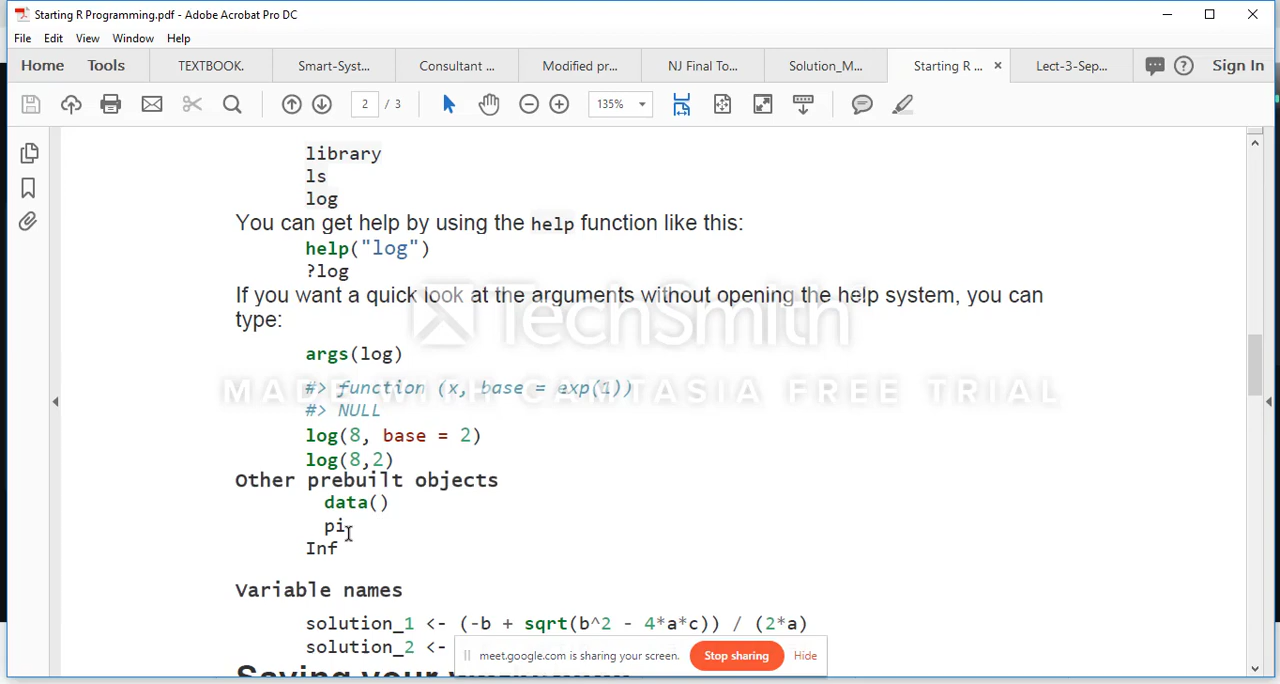 Starting R Programming.pdf - Adobe Acrobat Pro DC
File Edit View Window Help
Home Tools TEXTBOOK. Smart-Syst... Consultant ... Modified pr... NJ Final To... Solution_M... Starting R ... × Lect-3-Sep... ? Sign In
2 / 3 135%
library
ls
log
You can get help by using the help function like this:
help("log")
?log
If you want a quick look at the arguments without opening the help system, you can
type:
TechSmith
args(log)
#> function (x, base = exp(1))
MADE WITH CAMTASIA FREE TRIAL
#> NULL
log(8, base = 2)
log(8,2)
Other prebuilt objects
data()
pi
Inf
Variable names
solution_1 <- (-b + sqrt(b^2 - 4*a*c)) / (2*a)
solution_2 <-
meet.google.com is sharing your screen. Stop sharing Hide